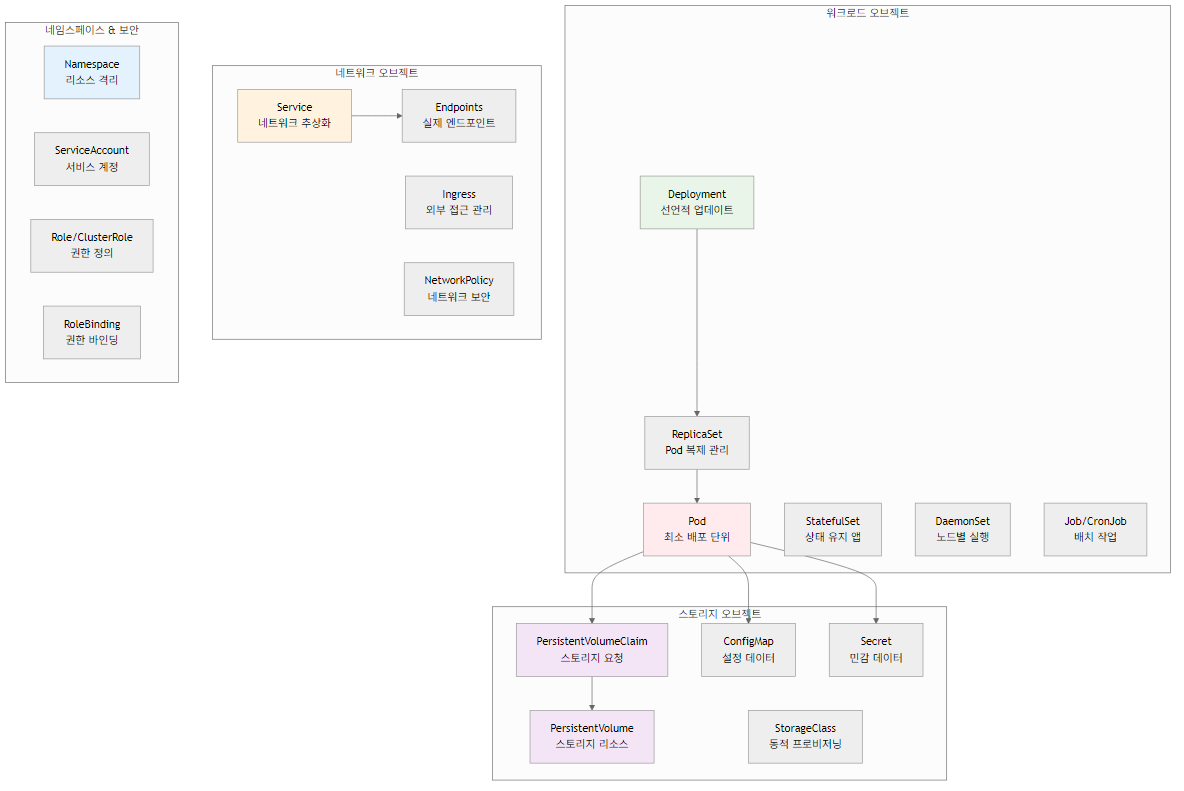 네임스페이스 & 보안
Namespace
리소스 격리
ServiceAccount
서비스 계정
Role/ClusterRole
권한 정의
RoleBinding
권한 바인딩
네트워크 오브젝트
Service
네트워크 추상화
Endpoints
실제 엔드포인트
Ingress
외부 접근 관리
NetworkPolicy
네트워크 보안
워크로드 오브젝트
Deployment
선언적 업데이트
ReplicaSet
Pod 복제 관리
Pod
최소 배포 단위
StatefulSet
상태 유지 앱
DaemonSet
노드별 실행
Job/CronJob
배치 작업
스토리지 오브젝트
PersistentVolumeClaim
스토리지 요청
ConfigMap
설정 데이터
Secret
민감 데이터
PersistentVolume
스토리지 리소스
StorageClass
동적 프로비저닝